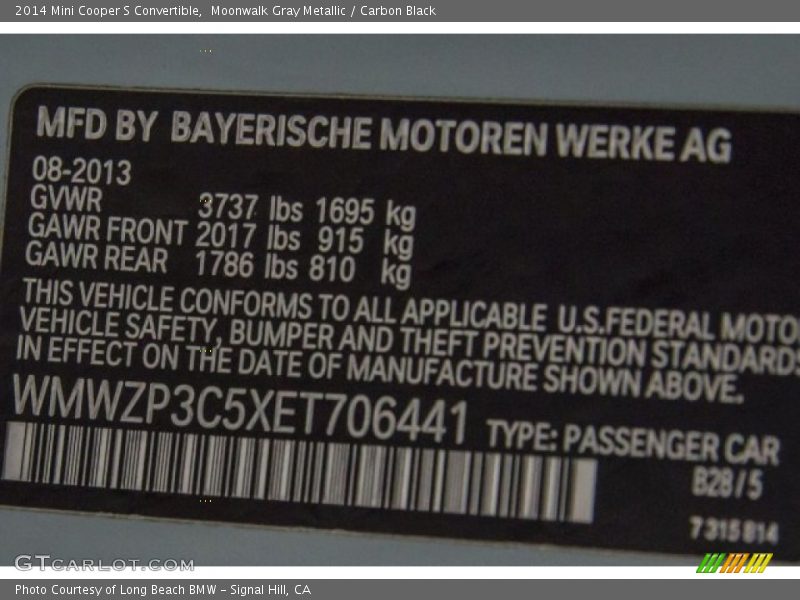 2014 Mini Cooper S Convertible, Moonwalk Gray Metallic / Carbon Black
MFD BY BAYERISCHE MOTOREN WERKE AG
08-2013
GVWR 3737 lbs 1695 kg
GAWR FRONT 2017 lbs 915 kg
GAWR REAR 1786 lbs 810 kg
THIS VEHICLE CONFORMS TO ALL APPLICABLE U.S.FEDERAL MOTO
VEHICLE SAFETY, BUMPER AND THEFT PREVENTION STANDARDS
IN EFFECT ON THE DATE OF MANUFACTURE SHOWN ABOVE.
WMWZP3C5XET706441 TYPE: PASSENGER CAR
B28/5
7315814
GTCARLOT.COM
Photo Courtesy of Long Beach BMW - Signal Hill, CA